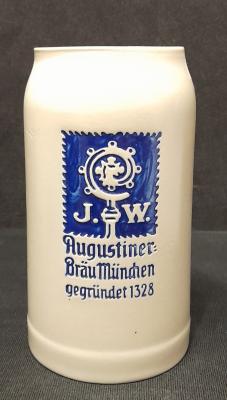 J. W.
Augustiner-
Bräu München
gegründet 1328